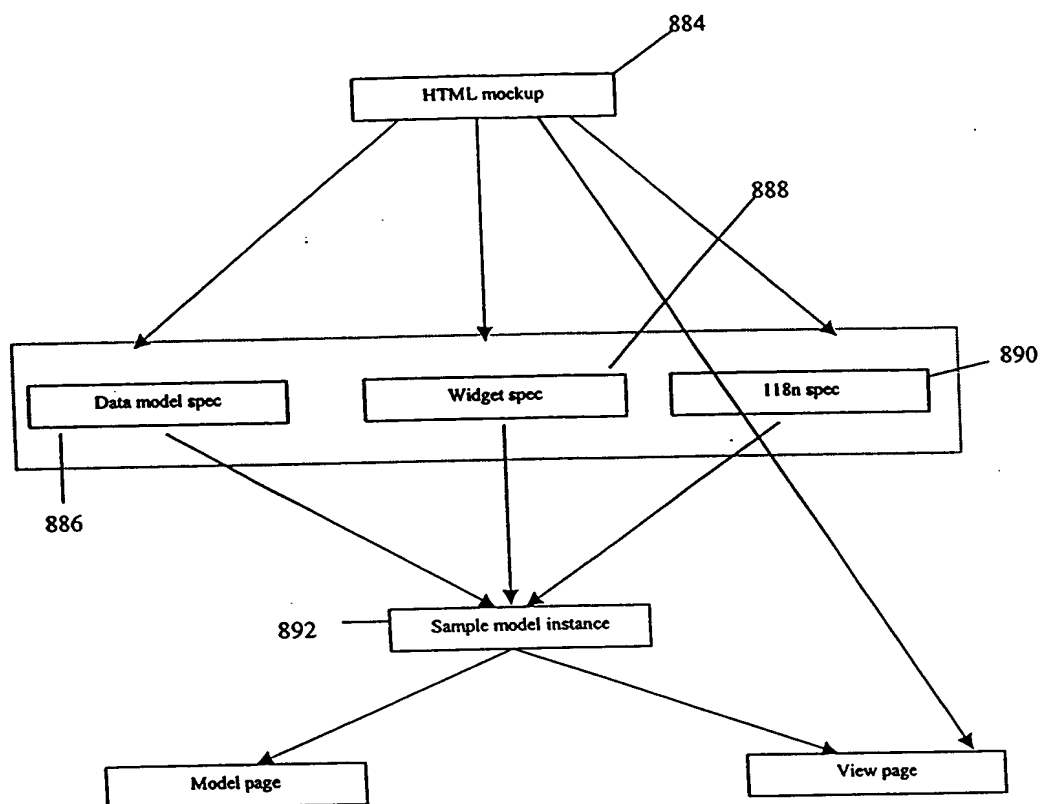 884
HTML mockup
888
890
Data model spec
Widget spec
118n spec
886
892
Sample model instance
Model page
View page